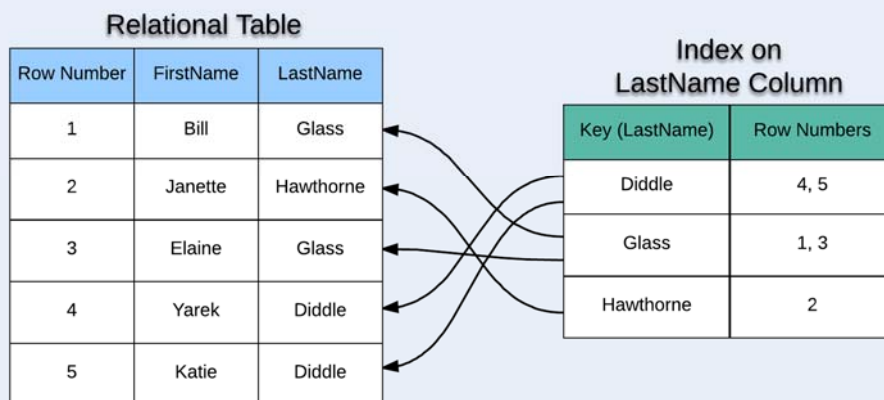 Relational Table
Row Number FirstName LastName
1 Bill Glass
2 Janette Hawthorne
3 Elaine Glass
4 Yarek Diddle
5 Katie Diddle
Index on
LastName Column
Key (LastName) Row Numbers
Diddle 4, 5
Glass 1, 3
Hawthorne 2